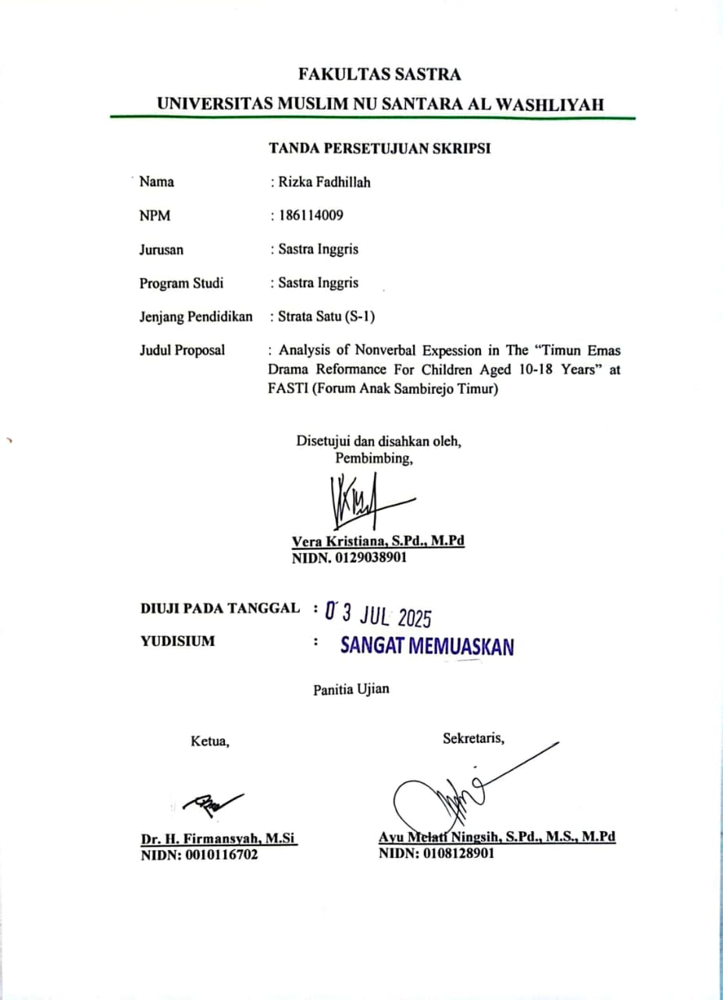 FAKULTAS SASTRA
UNIVERSITAS MUSLIM NU SANTARA AL WASHLIYAH
TANDA PERSETUJUAN SKRIPSI
Nama : Rizka Fadhillah
NPM : 186114009
Jurusan : Sastra Inggris
Program Studi : Sastra Inggris
Jenjang Pendidikan : Strata Satu (S-1)
Judul Proposal : Analysis of Nonverbal Expession in The “Timun Emas
Drama Reformance For Children Aged 10-18 Years” at
FASTI (Forum Anak Sambirejo Timur)
Disetujui dan disahkan oleh,
Pembimbing,
Vera Kristiana, S.Pd., M.Pd
NIDN. 0129038901
DIUJI PADA TANGGAL : 03 JUL 2025
YUDISIUM : SANGAT MEMUASKAN
Panitia Ujian
Ketua, Sekretaris,
Dr. H. Firmansyah, M.Si Ayu Melati Ningsih, S.Pd., M.S., M.Pd
NIDN: 0010116702 NIDN: 0108128901